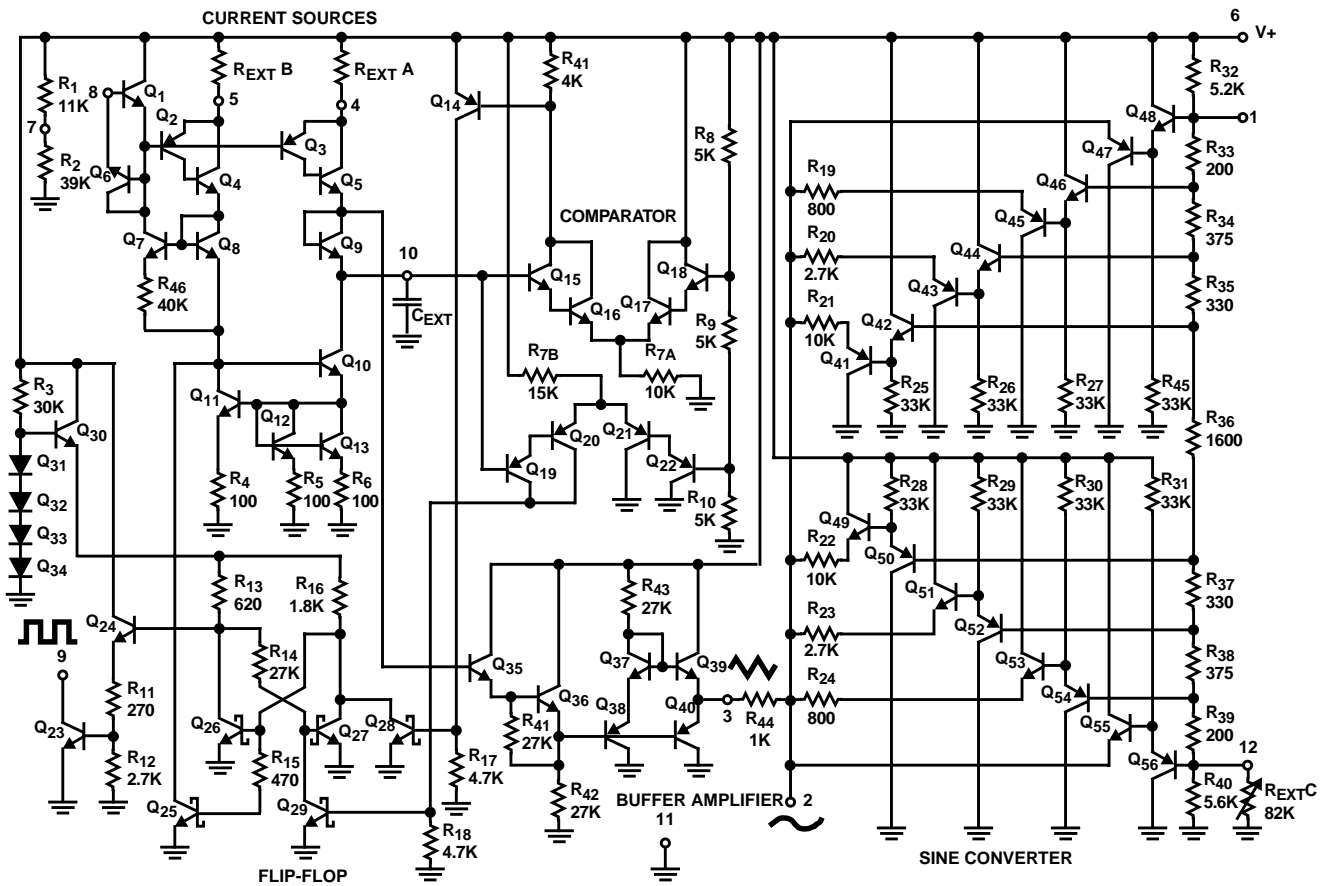 CURRENT SOURCES
6
V+
R1
11K
8
Q1
REXT B
5
REXT A
4
R41
4K
Q14
R32
5.2K
1
7
R2
39K
Q2
Q3
Q6
Q4
Q5
R8
5K
Q48
Q47
R33
200
R19
800
Q46
Q45
R34
375
COMPARATOR
Q7
Q8
Q9
10
R20
2.7K
Q44
Q43
R46
40K
CEXT
Q15
Q16
Q17
Q18
R35
330
R21
10K
Q42
Q41
R9
5K
R7B
15K
R7A
10K
Q10
R3
30K
Q30
Q11
Q12
Q13
R25
33K
R26
33K
R27
33K
R45
33K
R36
1600
Q31
Q32
Q33
Q34
R4
100
R5
100
R6
100
Q19
Q20
Q21
Q22
R10
5K
Q49
R28
33K
R29
33K
R30
33K
R31
33K
R22
10K
Q50
R13
620
R16
1.8K
R43
27K
Q51
R37
330
Q24
9
R14
27K
Q35
Q36
Q37
Q39
R23
2.7K
Q52
R38
375
R11
270
Q23
R12
2.7K
Q26
Q27
Q28
R15
470
R41
27K
Q38
Q40
3
R44
1K
R24
800
Q53
Q54
Q55
R39
200
12
Q25
Q29
R17
4.7K
R18
4.7K
R42
27K
BUFFER AMPLIFIER
2
11
Q56
R40
5.6K
REXTC
82K
FLIP-FLOP
SINE CONVERTER